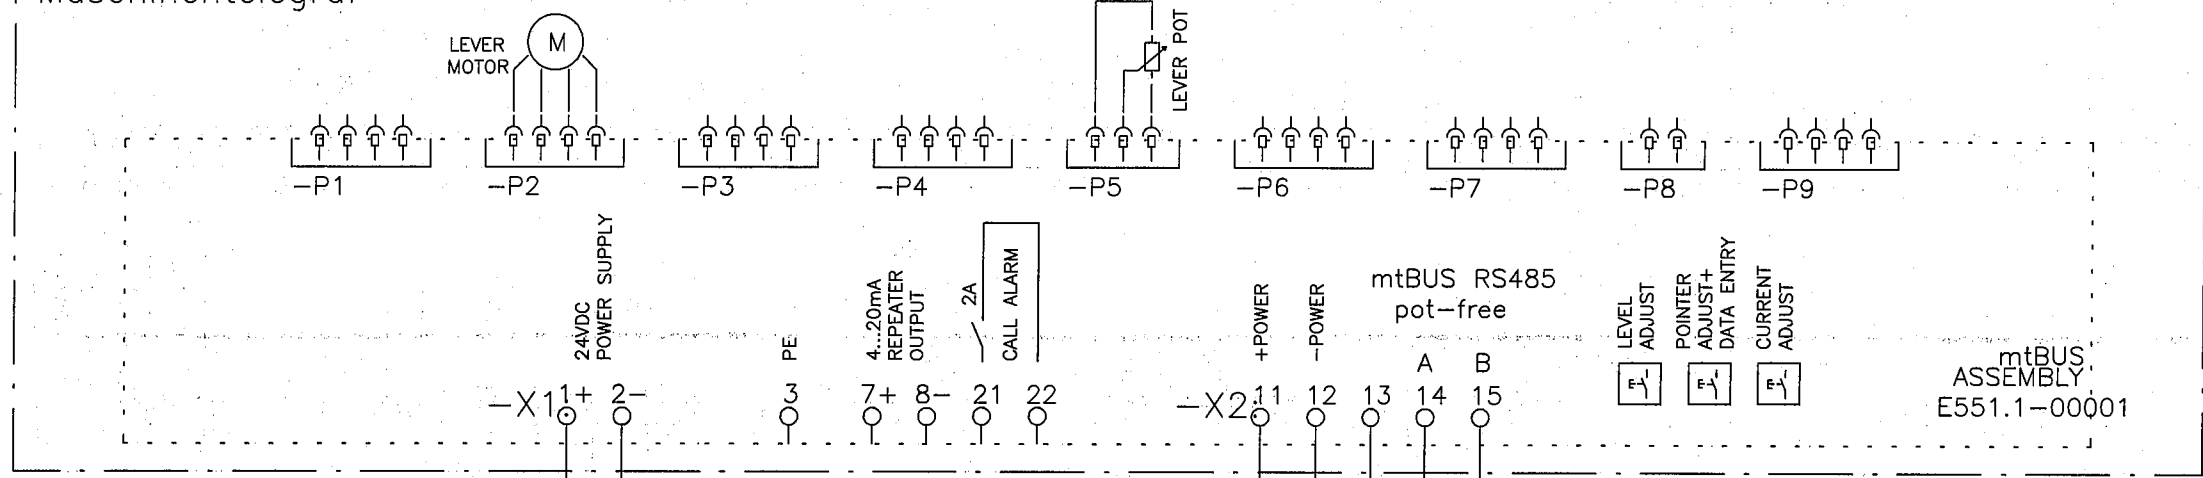 LEVER
MOTOR
M
LEVER POT
-P1
-P2
-P3
-P4
-P5
-P6
-P7
-P8
-P9
24VDC
POWER SUPPLY
PE
4...20mA
REPEATER
OUTPUT
2A
CALL ALARM
+POWER
-POWER
mtBUS RS485
pot-free
A
B
LEVEL
ADJUST
POINTER
ADJUST+
DATA ENTRY
CURRENT
ADJUST
-X1
1+
2-
3
7+
8-
21
22
-X2
11
12
13
14
15
mtBUS
ASSEMBLY
E551.1-00001